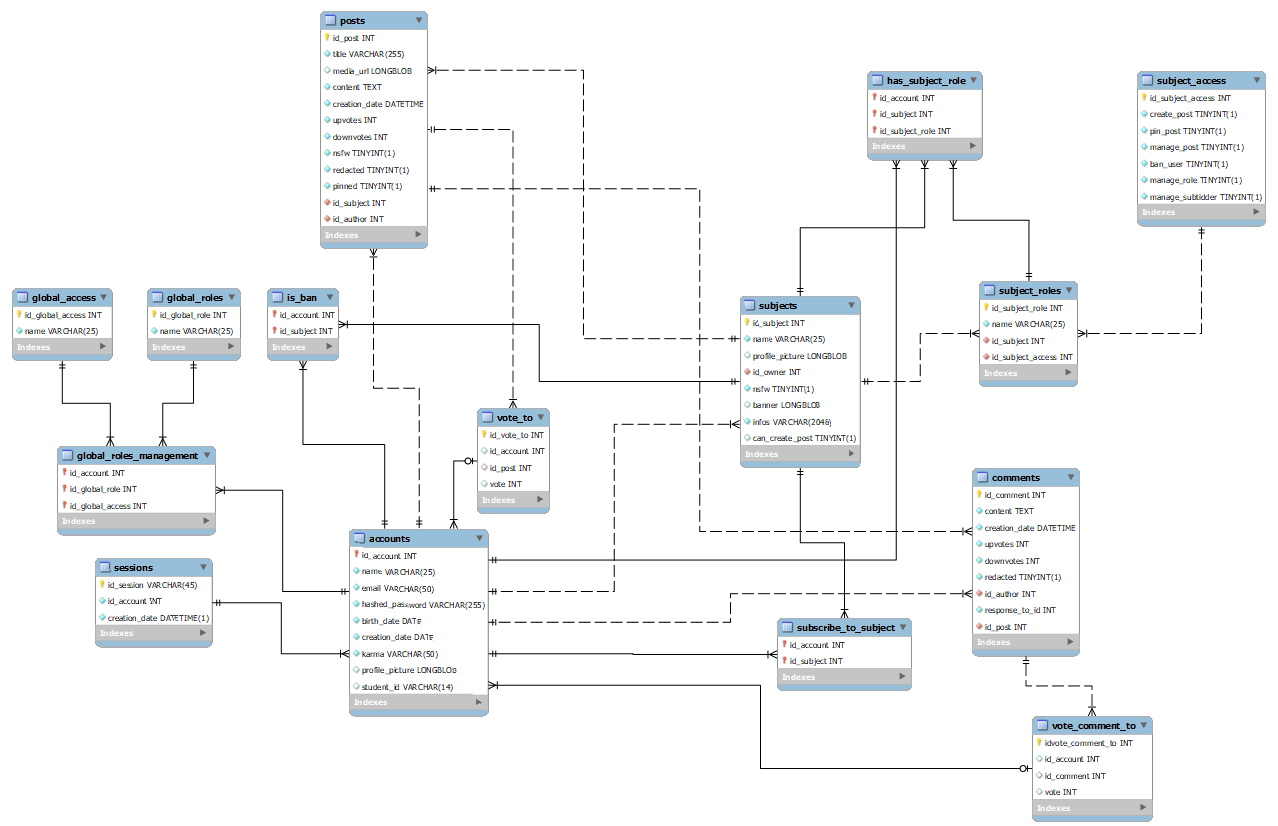 posts
id_post INT
title VARCHAR(255)
media_url LONGBLOB
content TEXT
creation_date DATETIME
upvotes INT
downvotes INT
nsfw TINYINT(1)
redacted TINYINT(1)
pinned TINYINT(1)
id_subject INT
id_author INT
Indexes
has_subject_role
id_account INT
id_subject INT
id_subject_role INT
Indexes
subject_access
id_subject_access INT
create_post TINYINT(1)
pin_post TINYINT(1)
manage_post TINYINT(1)
ban_user TINYINT(1)
manage_role TINYINT(1)
manage_subtidder TINYINT(1)
Indexes
global_access
id_global_access INT
name VARCHAR(25)
Indexes
global_roles
id_global_role INT
name VARCHAR(25)
Indexes
is_ban
id_account INT
id_subject INT
Indexes
subjects
id_subject INT
name VARCHAR(25)
profile_picture LONGBLOB
id_owner INT
nsfw TINYINT(1)
banner LONGBLOB
infos VARCHAR(2048)
can_create_post TINYINT(1)
Indexes
subject_roles
id_subject_role INT
name VARCHAR(25)
id_subject INT
id_subject_access INT
Indexes
vote_to
id_vote_to INT
id_account INT
id_post INT
vote INT
Indexes
global_roles_management
id_account INT
id_global_role INT
id_global_access INT
Indexes
comments
id_comment INT
content TEXT
creation_date DATETIME
upvotes INT
downvotes INT
redacted TINYINT(1)
id_author INT
response_to_id INT
id_post INT
Indexes
accounts
id_account INT
name VARCHAR(25)
email VARCHAR(50)
hashed_password VARCHAR(255)
birth_date DATE
creation_date DATE
karma VARCHAR(50)
profile_picture LONGBLOB
student_id VARCHAR(14)
Indexes
sessions
id_session VARCHAR(45)
id_account INT
creation_date DATETIME(1)
Indexes
subscribe_to_subject
id_account INT
id_subject INT
Indexes
vote_comment_to
idvote_comment_to INT
id_account INT
id_comment INT
vote INT
Indexes